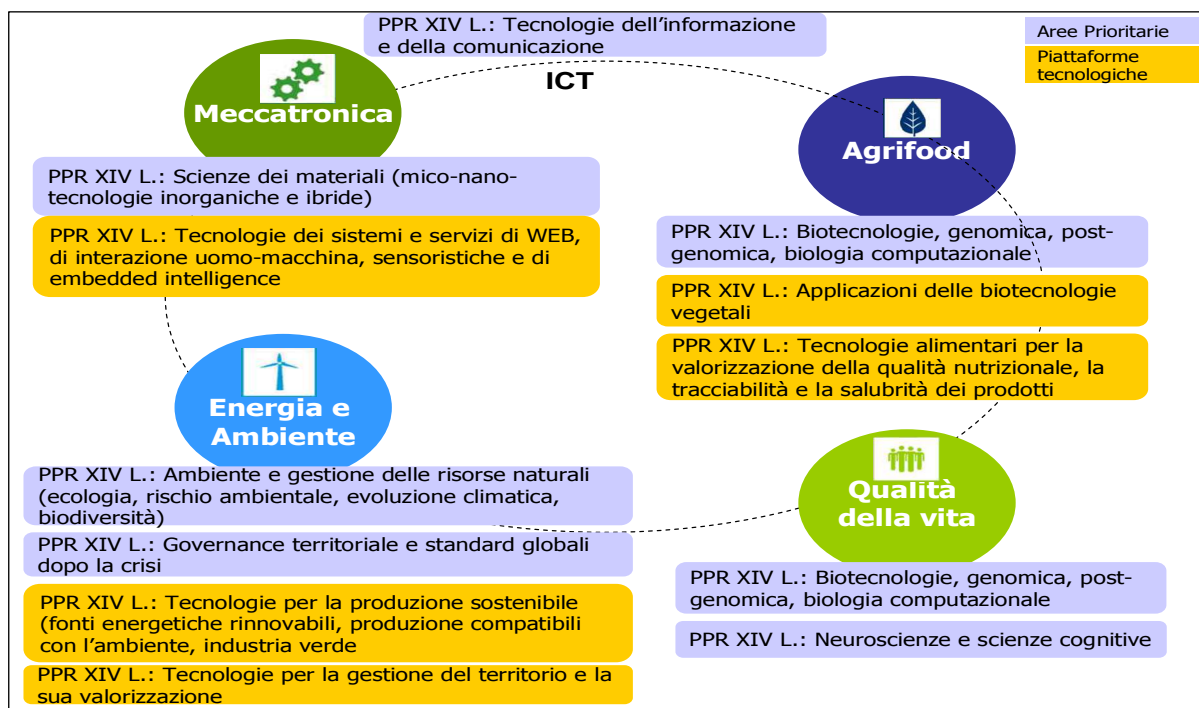 PPR XIV L.: Tecnologie dell’informazione
e della comunicazione
ICT
Aree Prioritarie
Piattaforme
tecnologiche
Meccatronica
PPR XIV L.: Scienze dei materiali (mico-nano-
tecnologie inorganiche e ibride)
PPR XIV L.: Tecnologie dei sistemi e servizi di WEB,
di interazione uomo-macchina, sensoristiche e di
embedded intelligence
Agrifood
PPR XIV L.: Biotecnologie, genomica, post-
genomica, biologia computazionale
PPR XIV L.: Applicazioni delle biotecnologie
vegetali
PPR XIV L.: Tecnologie alimentari per la
valorizzazione della qualità nutrizionale, la
tracciabilità e la salubrità dei prodotti
Energia e
Ambiente
PPR XIV L.: Ambiente e gestione delle risorse naturali
(ecologia, rischio ambientale, evoluzione climatica,
biodiversità)
PPR XIV L.: Governance territoriale e standard globali
dopo la crisi
PPR XIV L.: Tecnologie per la produzione sostenibile
(fonti energetiche rinnovabili, produzione compatibili
con l’ambiente, industria verde
PPR XIV L.: Tecnologie per la gestione del territorio e la
sua valorizzazione
Qualità
della vita
PPR XIV L.: Biotecnologie, genomica, post-
genomica, biologia computazionale
PPR XIV L.: Neuroscienze e scienze cognitive